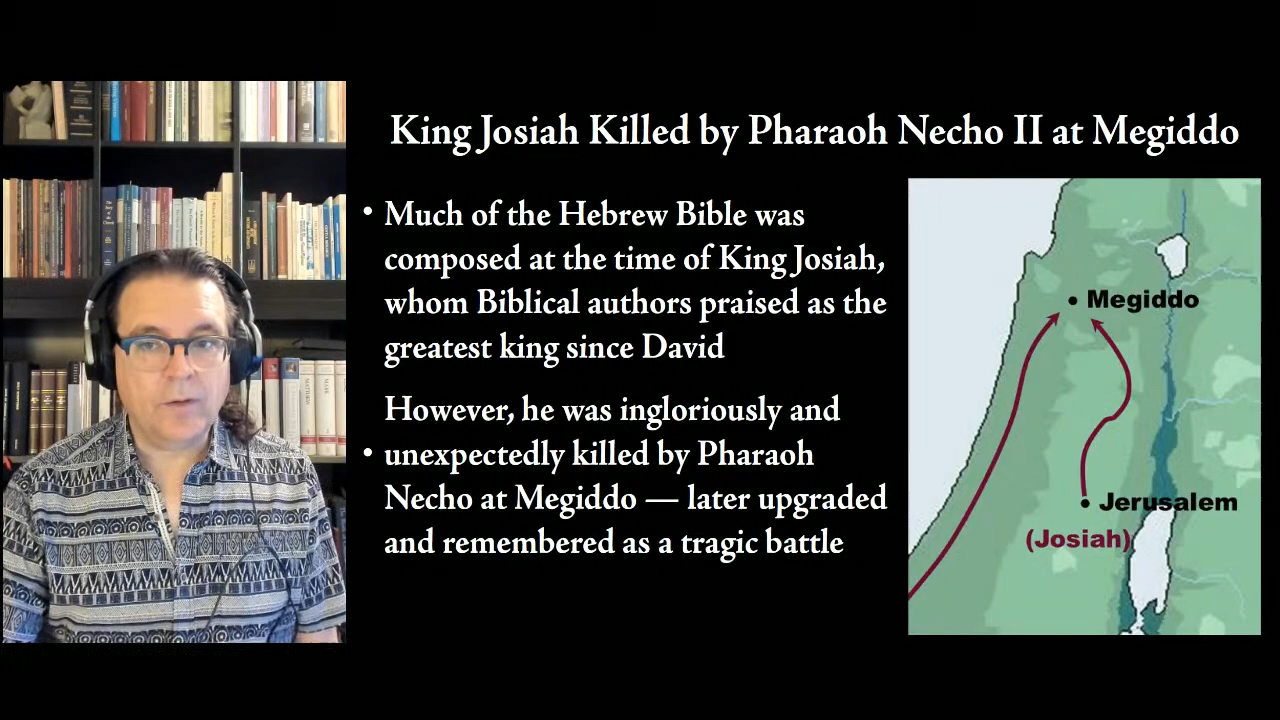 King Josiah Killed by Pharaoh Necho II at Megiddo
• Much of the Hebrew Bible was
composed at the time of King Josiah,
whom Biblical authors praised as the
greatest king since David
However, he was ingloriously and
• unexpectedly killed by Pharaoh
Necho at Megiddo — later upgraded
and remembered as a tragic battle
• Megiddo
• Jerusalem
(Josiah)